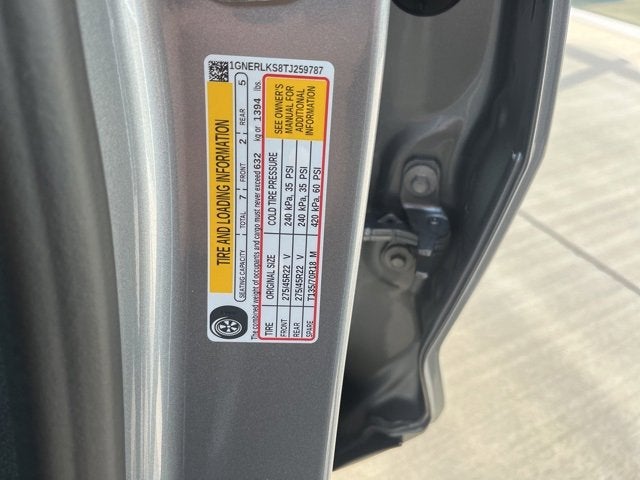 1GNERLKS8TJ259787
TIRE AND LOADING INFORMATION
SEATING CAPACITY TOTAL 7 FRONT 2 REAR 5
The combined weight of occupants and cargo must never exceed 632 kg or 1394 lbs.
TIRE ORIGINAL SIZE COLD TIRE PRESSURE
FRONT 275/45R22 V 240 kPa, 35 PSI
REAR 275/45R22 V 240 kPa, 35 PSI
SPARE T135/70R18 M 420 kPa, 60 PSI
SEE OWNER'S
MANUAL FOR
ADDITIONAL
INFORMATION